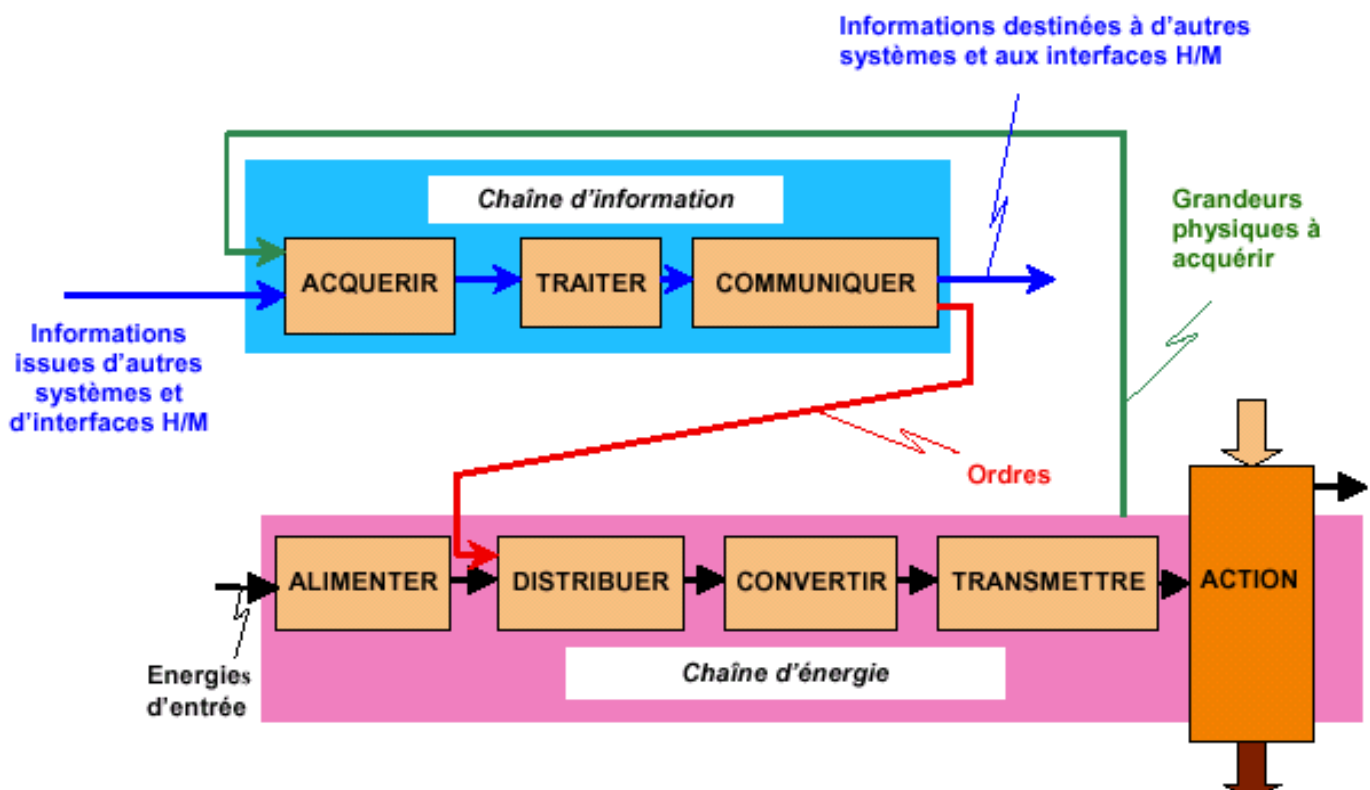 Informations destinées à d'autres
systèmes et aux interfaces H/M
Chaîne d'information
Grandeurs
physiques à
acquérir
ACQUERIR
TRAITER
COMMUNIQUER
Informations
issues d'autres
systèmes et
d'interfaces H/M
Ordres
ALIMENTER
DISTRIBUER
CONVERTIR
TRANSMETTRE
ACTION
Energies
d'entrée
Chaîne d'énergie